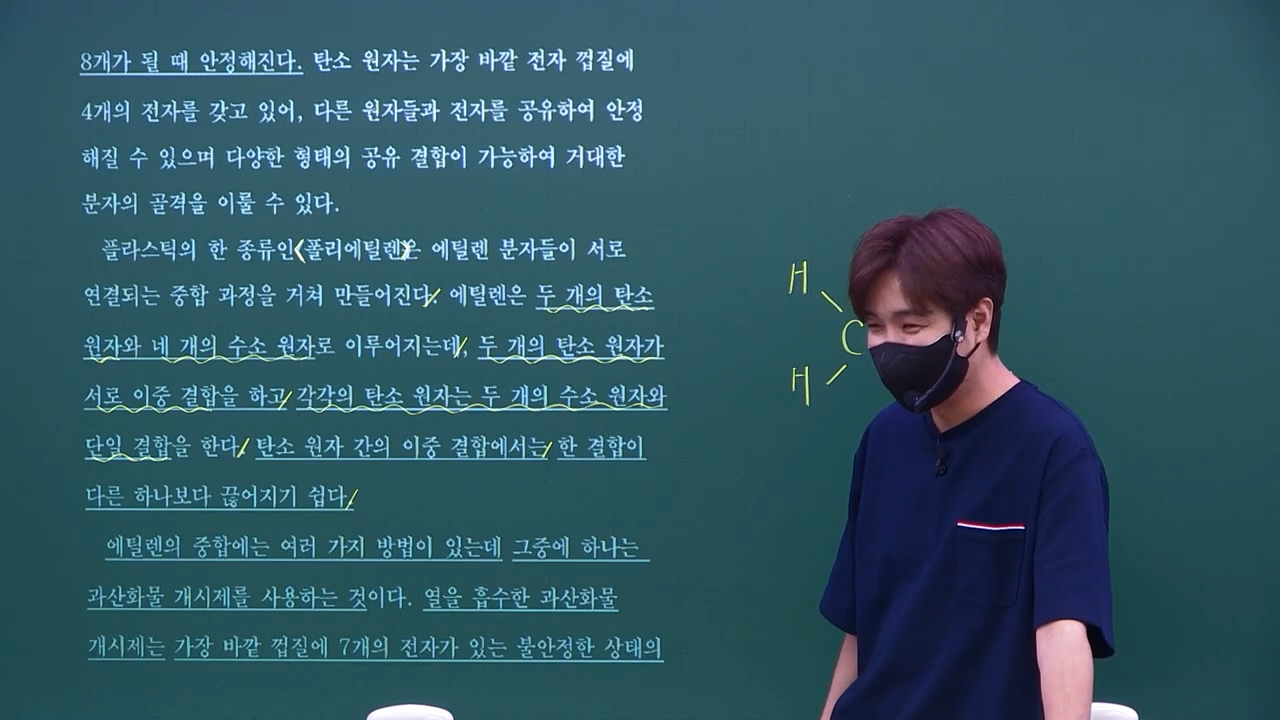 8개가 될 때 안정해진다. 탄소 원자는 가장 바깥 전자 껍질에
4개의 전자를 갖고 있어, 다른 원자들과 전자를 공유하여 안정
해질 수 있으며 다양한 형태의 공유 결합이 가능하여 거대한
분자의 골격을 이룰 수 있다.
플라스틱의 한 종류인 폴리에틸렌은 에틸렌 분자들이 서로
연결되는 중합 과정을 거쳐 만들어진다. 에틸렌은 두 개의 탄소
원자와 네 개의 수소 원자로 이루어지는데, 두 개의 탄소 원자가
서로 이중 결합을 하고 각각의 탄소 원자는 두 개의 수소 원자와
단일 결합을 한다. 탄소 원자 간의 이중 결합에서는 한 결합이
다른 하나보다 끊어지기 쉽다.
에틸렌의 중합에는 여러 가지 방법이 있는데 그중에 하나는
과산화물 개시제를 사용하는 것이다. 열을 흡수한 과산화물
개시제는 가장 바깥 껍질에 7개의 전자가 있는 불안정한 상태의
H
C
H